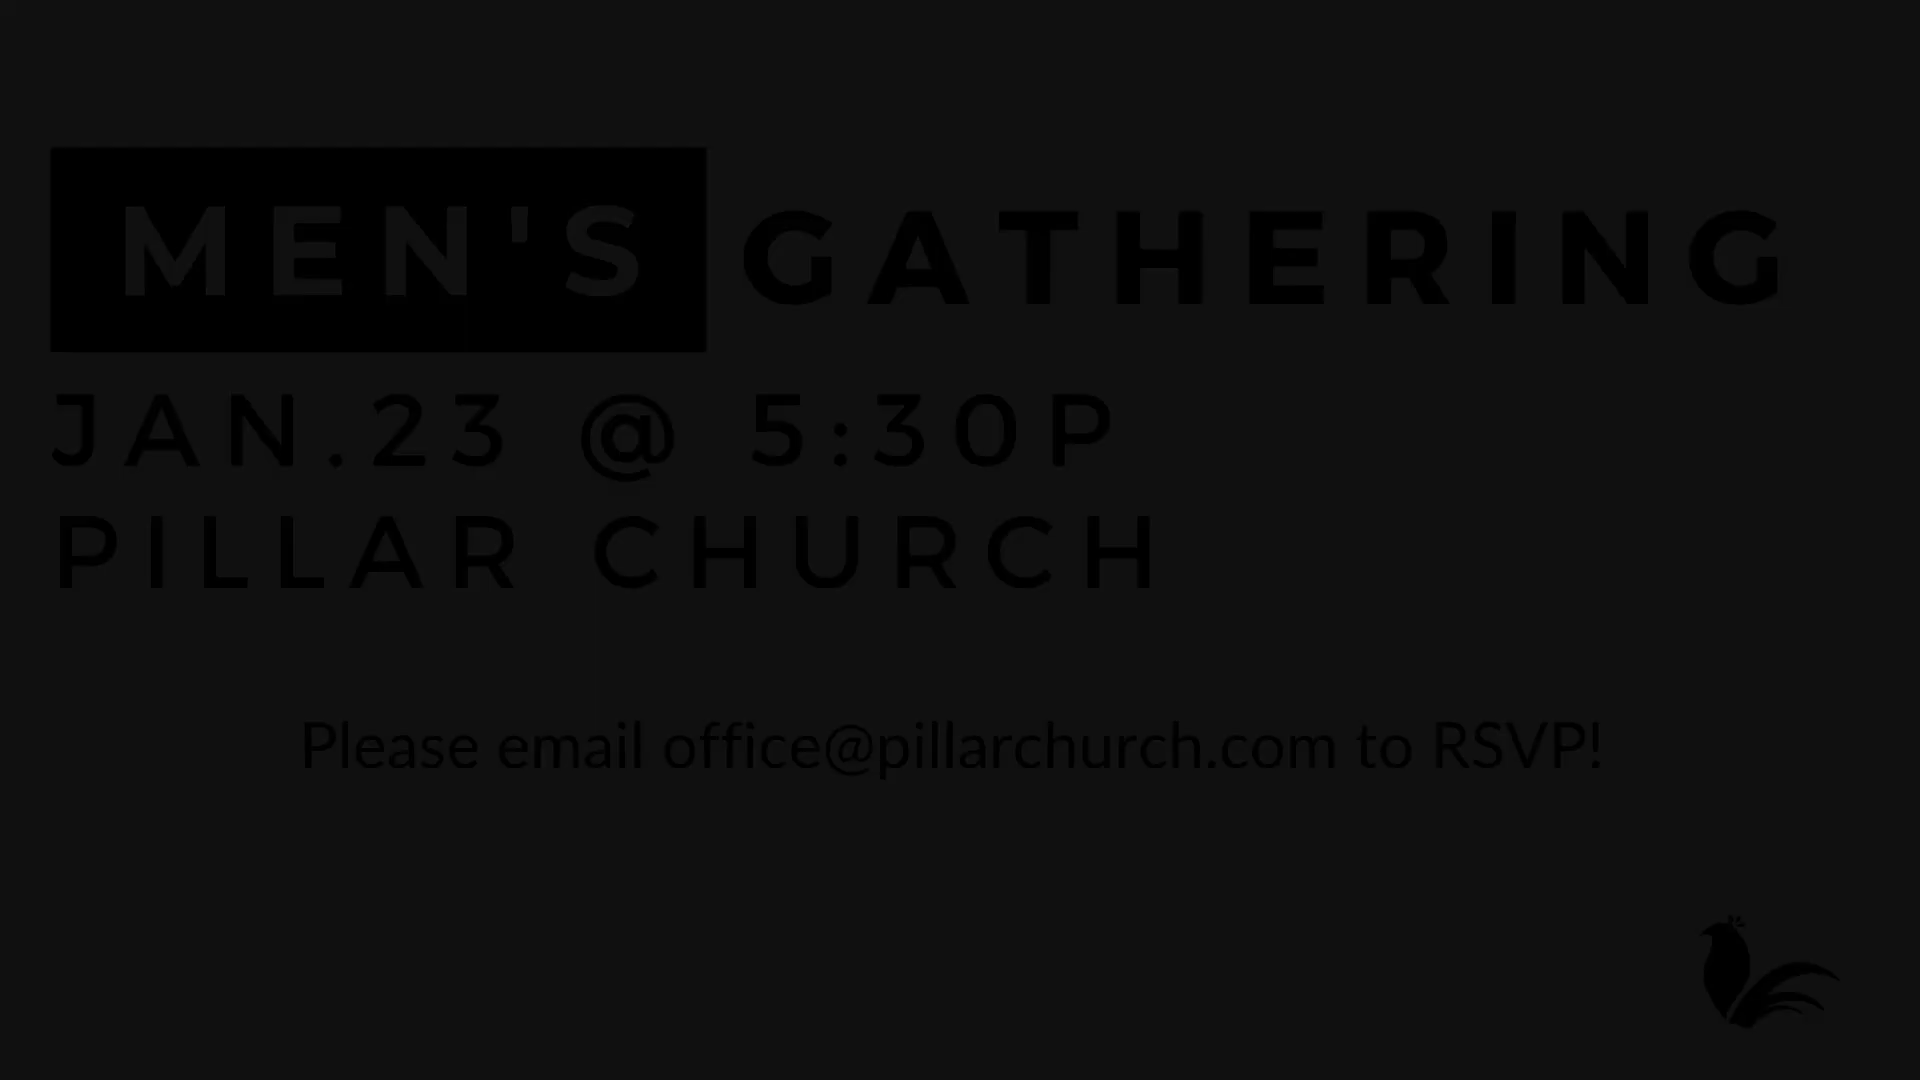 MEN'S GATHERING
JAN.23 @ 5:30P
PILLAR CHURCH
Please email office@pillarchurch.com to RSVP!